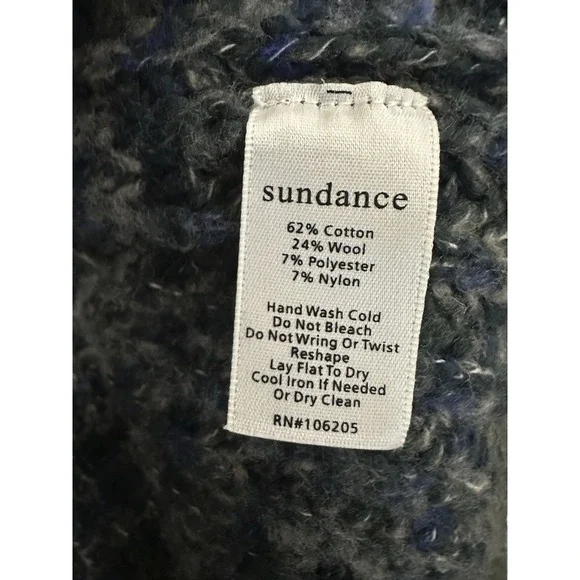 sundance
62% Cotton
24% Wool
7% Polyester
7% Nylon
Hand Wash Cold
Do Not Bleach
Do Not Wring Or Twist
Reshape
Lay Flat To Dry
Cool Iron If Needed
Or Dry Clean
RN#106205